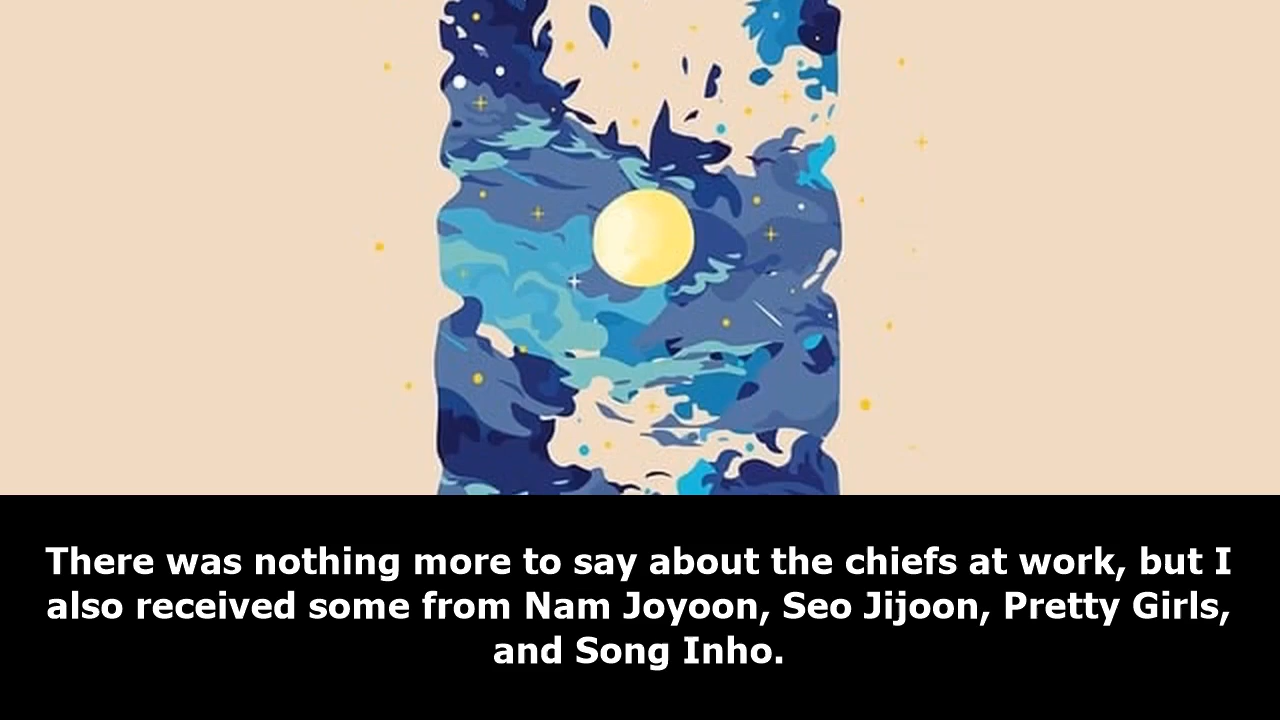 There was nothing more to say about the chiefs at work, but I
also received some from Nam Joyoon, Seo Jijoon, Pretty Girls,
and Song Inho.